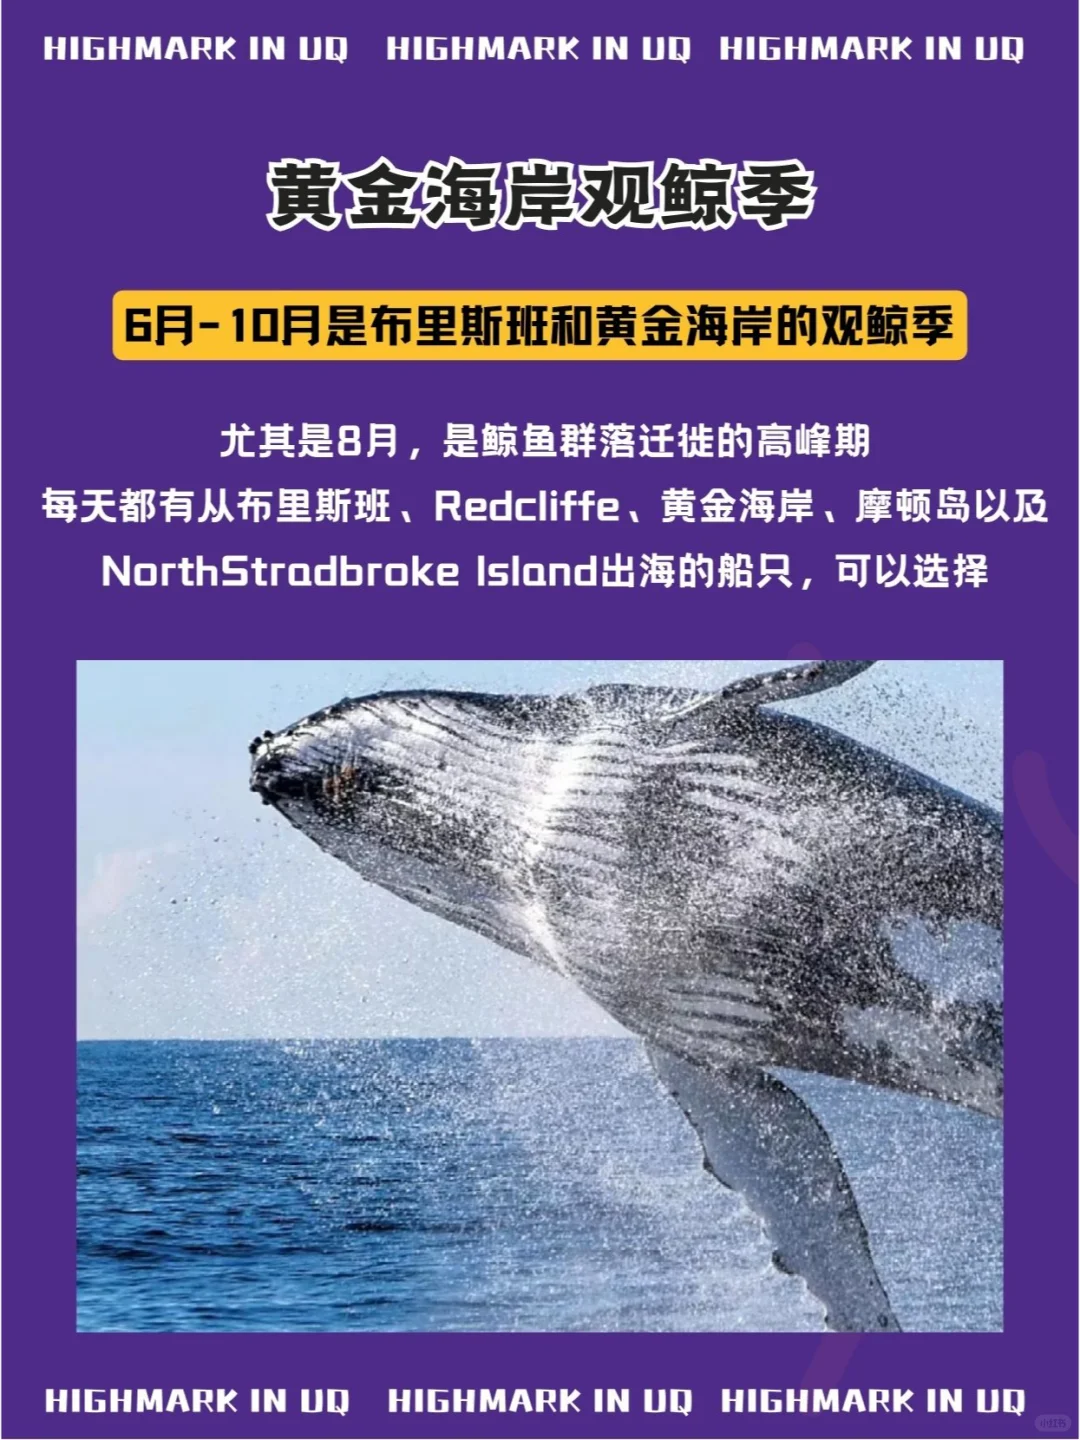 HIGHMARK IN UQ HIGHMARK IN UQ HIGHMARK IN UQ
黄金海岸观鲸季
6月-10月是布里斯班和黄金海岸的观鲸季
尤其是8月，是鲸鱼群落迁徙的高峰期
每天都有从布里斯班、Redcliffe、黄金海岸、摩顿岛以及
NorthStradbroke Island出海的船只，可以选择
HIGHMARK IN UQ HIGHMARK IN UQ HIGHMARK IN UQ
小红书